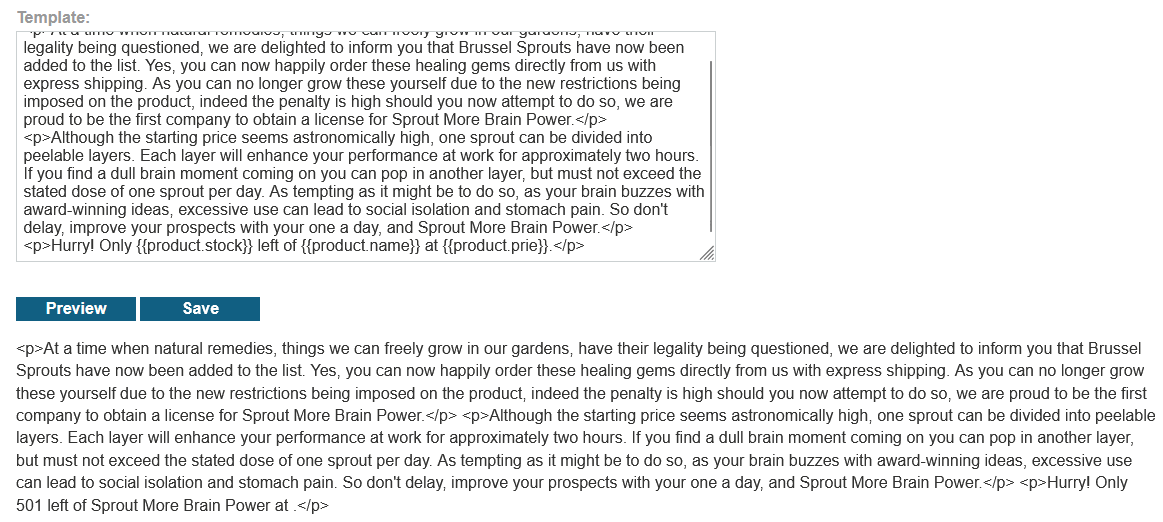 Template:
<p>At a time when natural remedies, things we can freely grow in our gardens, have their
legality being questioned, we are delighted to inform you that Brussel Sprouts have now been
added to the list. Yes, you can now happily order these healing gems directly from us with
express shipping. As you can no longer grow these yourself due to the new restrictions being
imposed on the product, indeed the penalty is high should you now attempt to do so, we are
proud to be the first company to obtain a license for Sprout More Brain Power.</p>
<p>Although the starting price seems astronomically high, one sprout can be divided into
peelable layers. Each layer will enhance your performance at work for approximately two hours.
If you find a dull brain moment coming on you can pop in another layer, but must not exceed the
stated dose of one sprout per day. As tempting as it might be to do so, as your brain buzzes with
award-winning ideas, excessive use can lead to social isolation and stomach pain. So don't
delay, improve your prospects with your one a day, and Sprout More Brain Power.</p>
<p>Hurry! Only {{product.stock}} left of {{product.name}} at {{product.prie}}.</p>
Preview Save
<p>At a time when natural remedies, things we can freely grow in our gardens, have their legality being questioned, we are delighted to inform you that Brussel
Sprouts have now been added to the list. Yes, you can now happily order these healing gems directly from us with express shipping. As you can no longer grow
these yourself due to the new restrictions being imposed on the product, indeed the penalty is high should you now attempt to do so, we are proud to be the first
company to obtain a license for Sprout More Brain Power.</p> <p>Although the starting price seems astronomically high, one sprout can be divided into peelable
layers. Each layer will enhance your performance at work for approximately two hours. If you find a dull brain moment coming on you can pop in another layer,
but must not exceed the stated dose of one sprout per day. As tempting as it might be to do so, as your brain buzzes with award-winning ideas, excessive use
can lead to social isolation and stomach pain. So don't delay, improve your prospects with your one a day, and Sprout More Brain Power.</p> <p>Hurry! Only
501 left of Sprout More Brain Power at .</p>